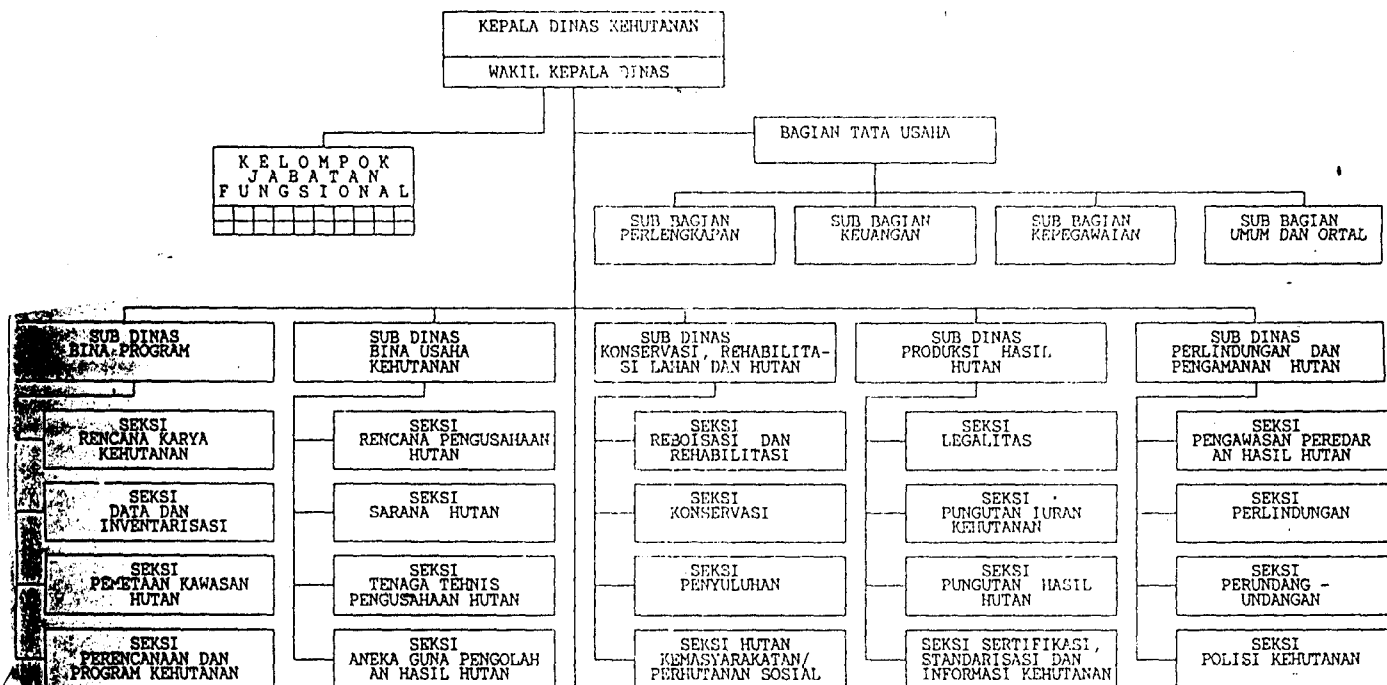 KEPALA DINAS KEHUTANAN
WAKIL KEPALA DINAS
BAGIAN TATA USAHA
K E L O M P O K
J A B A T A N
F U N G S I O N A L
SUB BAGIAN
PERLENGKAPAN
SUB BAGIAN
KEUANGAN
SUB BAGIAN
KEPEGAWAIAN
SUB BAGIAN
UMUM DAN ORTAL
SUB DINAS
BINA PROGRAM
SUB DINAS
BINA USAHA
KEHUTANAN
SUB DINAS
KONSERVASI, REHABILITA-
SI LAHAN DAN HUTAN
SUB DINAS
PRODUKSI HASIL
HUTAN
SUB DINAS
PERLINDUNGAN DAN
PENGAMANAN HUTAN
SEKSI
RENCANA KARYA
KEHUTANAN
SEKSI
RENCANA PENGUSAHAAN
HUTAN
SEKSI
REBOISASI DAN
REHABILITASI
SEKSI
LEGALITAS
SEKSI
PENGAWASAN PEREDAR
AN HASIL HUTAN
SEKSI
DATA DAN
INVENTARISASI
SEKSI
SARANA HUTAN
SEKSI
KONSERVASI
SEKSI
PUNGUTAN IURAN
KEHUTANAN
SEKSI
PERLINDUNGAN
SEKSI
PEMETAAN KAWASAN
HUTAN
SEKSI
TENAGA TEHNIS
PENGUSAHAAN HUTAN
SEKSI
PENYULUHAN
SEKSI
PUNGUTAN HASIL
HUTAN
SEKSI
PERUNDANG -
UNDANGAN
SEKSI
PERENCANAAN DAN
PROGRAM KEHUTANAN
SEKSI
ANEKA GUNA PENGOLAH
AN HASIL HUTAN
SEKSI HUTAN
KEMASYARAKATAN/
PERHUTANAN SOSIAL
SEKSI SERTIFIKASI,
STANDARISASI DAN
INFORMASI KEHUTANAN
SEKSI
POLISI KEHUTANAN